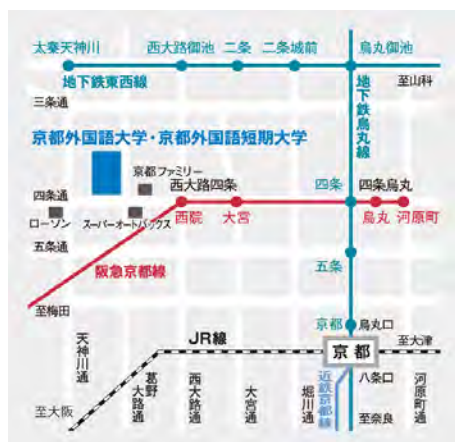 太秦天神川 西大路御池 二条 二条城前 烏丸御池
地下鉄東西線 至山科
三条通
地下鉄烏丸線
京都外国語大学・京都外国語短期大学
京都ファミリー
西大路四条 四条 四条烏丸
四条通
ローソン スーパーオートバックス 西院 大宮 烏丸 河原町
五条通
阪急京都線 五条
至梅田 京都 烏丸口
JR線 京都 至大津
天神川通
葛野大路通
西大路通
大宮通
堀川通
近鉄京都線
八条口
河原町通
至大阪 至奈良